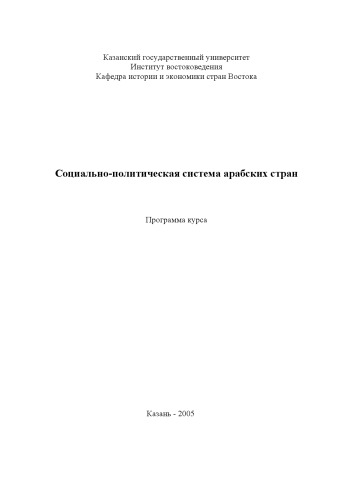 Казанский государственный университет
Институт востоковедения
Кафедра истории и экономики стран Востока
Социально-политическая система арабских стран
Программа курса
Казань - 2005